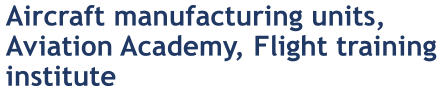 Aircraft manufacturing units,
Aviation Academy, Flight training
institute